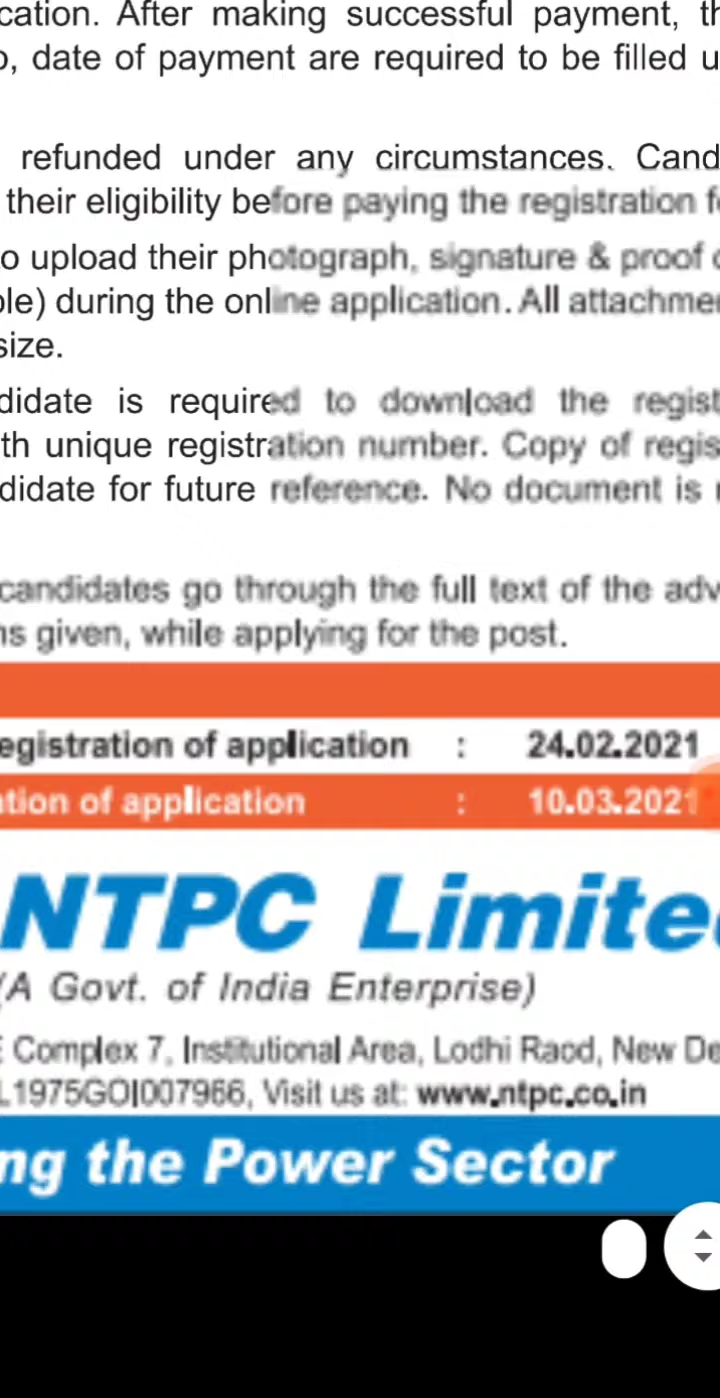 cation. After making successful payment, th
o, date of payment are required to be filled u
refunded under any circumstances. Cand
their eligibility before paying the registration f
o upload their photograph, signature & proof
ole) during the online application. All attachme
size.
didate is required to download the regist
th unique registration number. Copy of regis
didate for future reference. No document is
candidates go through the full text of the adv
ns given, while applying for the post.
egistration of application : 24.02.2021
ation of application : 10.03.2021
NTPC Limited
(A Govt. of India Enterprise)
E Complex 7, Institutional Area, Lodhi Raod, New De
L1975GOI007966, Visit us at: www.ntpc.co.in
ng the Power Sector